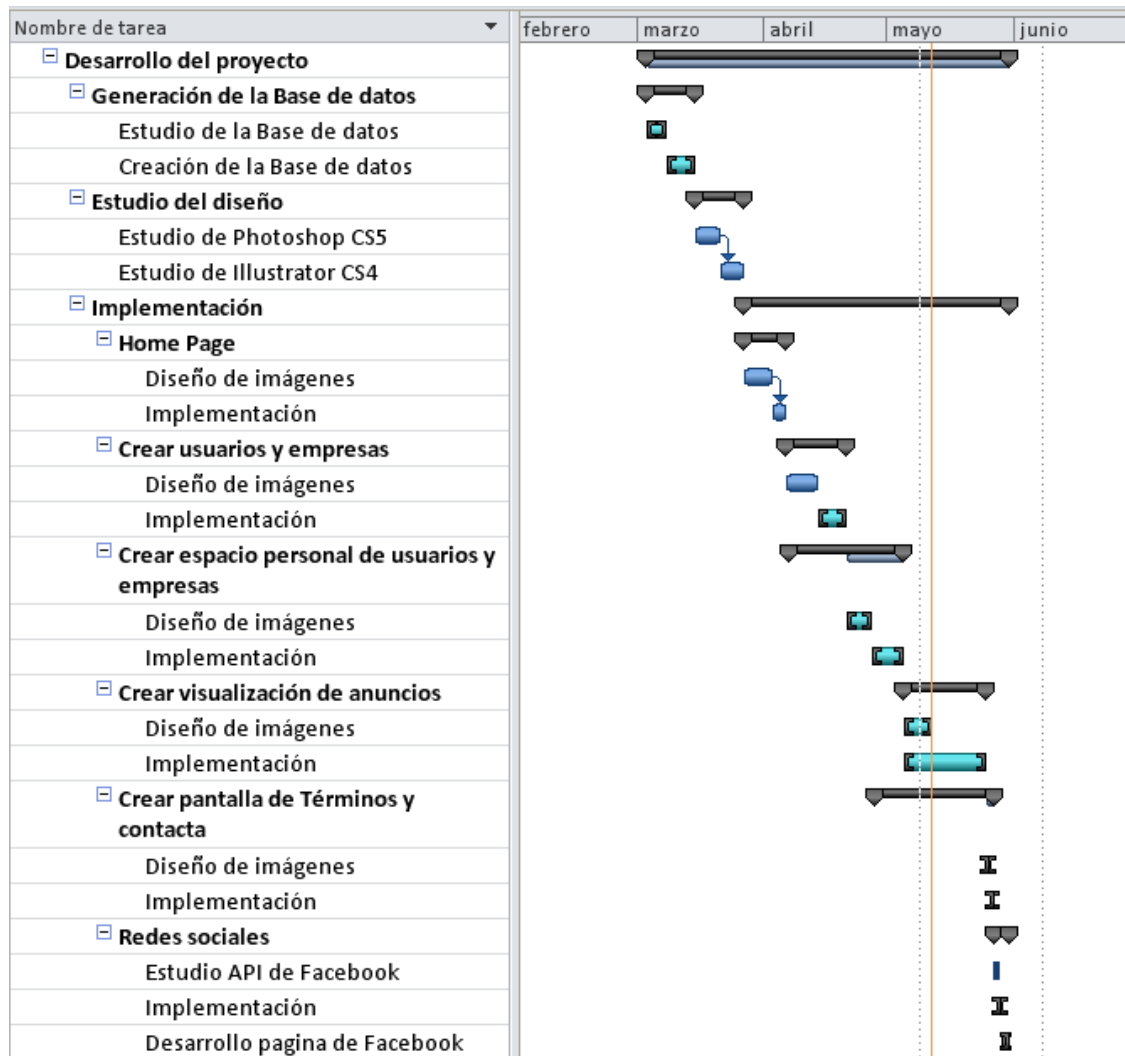 Nombre de tarea
febrero marzo abril mayo junio
Desarrollo del proyecto
Generación de la Base de datos
Estudio de la Base de datos
Creación de la Base de datos
Estudio del diseño
Estudio de Photoshop CS5
Estudio de Illustrator CS4
Implementación
Home Page
Diseño de imágenes
Implementación
Crear usuarios y empresas
Diseño de imágenes
Implementación
Crear espacio personal de usuarios y
empresas
Diseño de imágenes
Implementación
Crear visualización de anuncios
Diseño de imágenes
Implementación
Crear pantalla de Términos y
contacta
Diseño de imágenes
Implementación
Redes sociales
Estudio API de Facebook
Implementación
Desarrollo pagina de Facebook